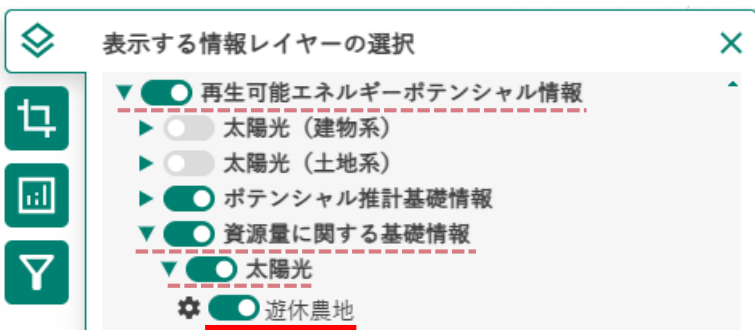 表示する情報レイヤーの選択
再生可能エネルギーポテンシャル情報
太陽光（建物系）
太陽光（土地系）
ポテンシャル推計基礎情報
資源量に関する基礎情報
太陽光
遊休農地